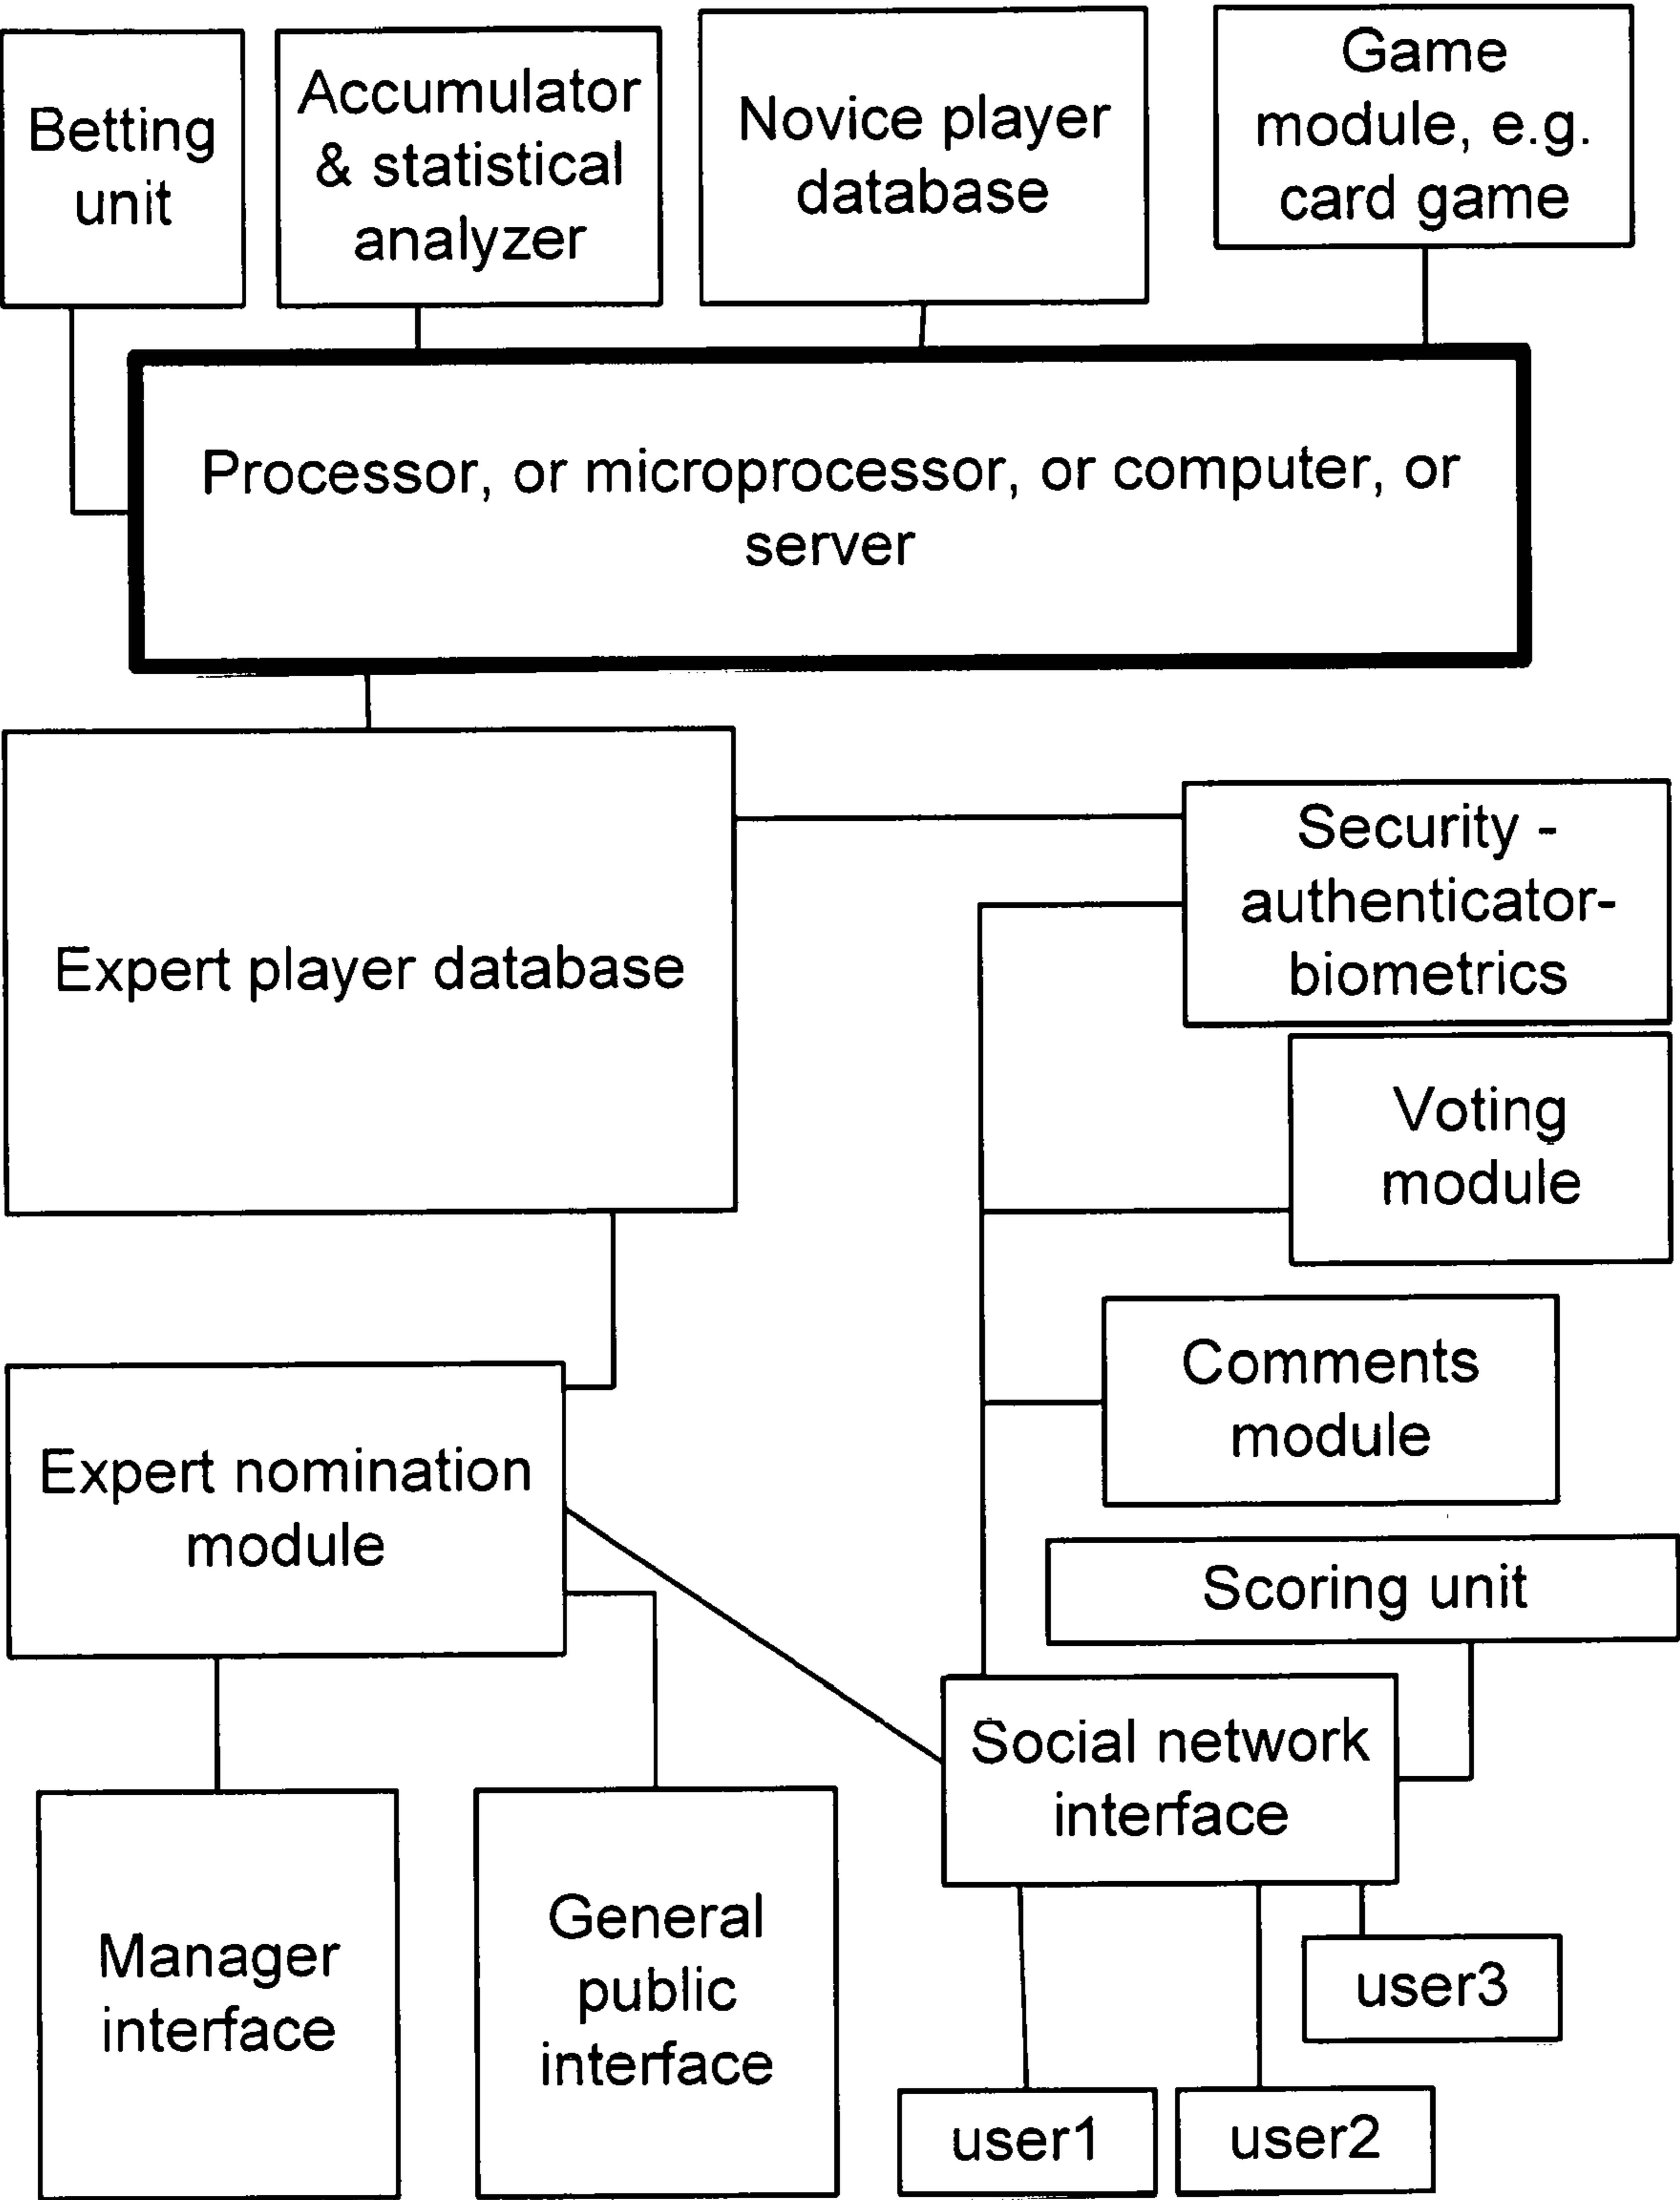 Betting
unit
Accumulator
& statistical
analyzer
Novice player
database
Game
module, e.g.
card game
Processor, or microprocessor, or computer, or
server
Expert player database
Security -
authenticator-
biometrics
Voting
module
Comments
module
Expert nomination
module
Scoring unit
Social network
interface
Manager
interface
General
public
interface
user3
user1
user2